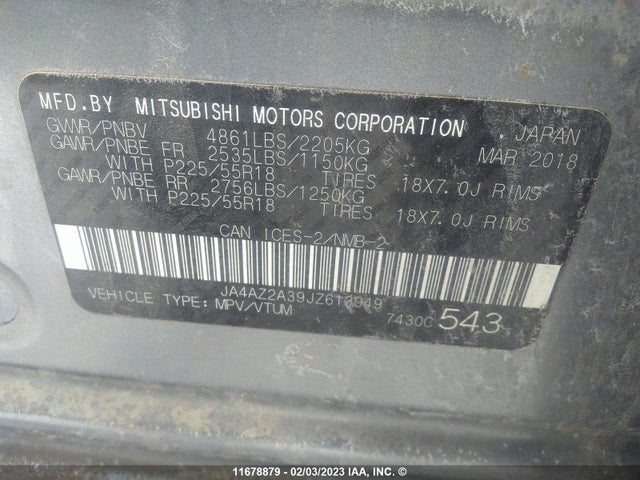 MFD.BY MITSUBISHI MOTORS CORPORATION JAPAN
GVWR/PNBV 4861LBS/2205KG MAR 2018
GAWR/PNBE FR 2535LBS/1150KG
WITH P225/55R18 TIRES 18X7.0J RIMS
GAWR/PNBE RR 2756LBS/1250KG
WITH P225/55R18 TIRES 18X7.0J RIMS
CAN ICES-2/NMB-2
JA4AZ2A39JZ613949
VEHICLE TYPE: MPV/VTUM 7430C 543
11678879 - 02/03/2023 IAA, INC. ©